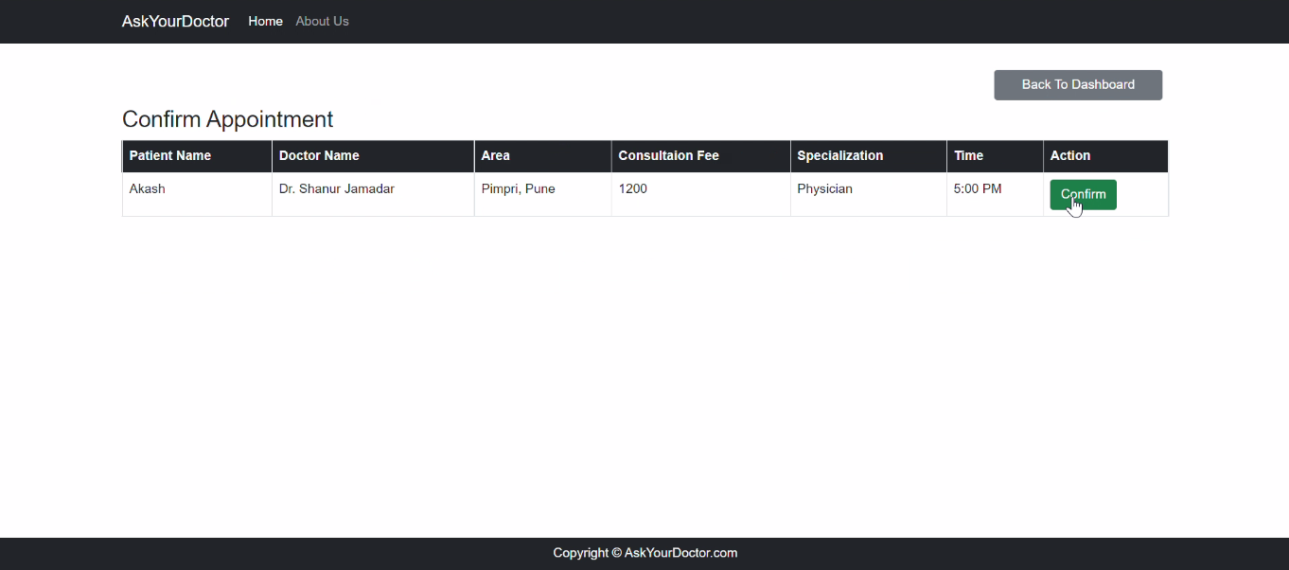 AskYourDoctor Home About Us
Back To Dashboard
Confirm Appointment
Patient Name Doctor Name Area Consultaion Fee Specialization Time Action
Akash Dr. Shanur Jamadar Pimpri, Pune 1200 Physician 5:00 PM Confirm
Copyright © AskYourDoctor.com